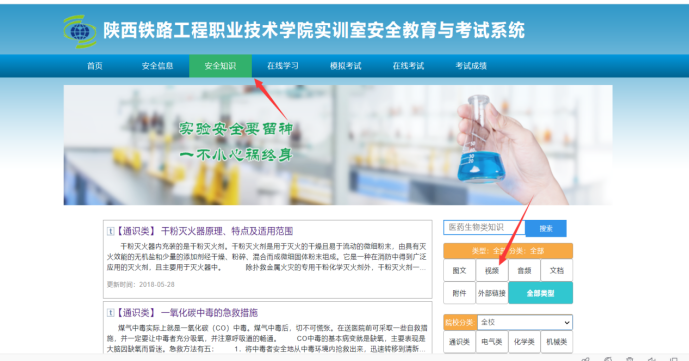 陕西铁路工程职业技术学院实训室安全教育与考试系统
首页 安全信息 安全知识 在线学习 模拟考试 在线考试 考试成绩
实验安全要留神
一不小心祸终身
【通识类】 干粉灭火器原理、特点及适用范围
干粉灭火器内充装的是干粉灭火剂。干粉灭火剂是用于灭火的干燥且易于流动的微细粉末，由具有灭
火效能的无机盐和少量的添加剂经干燥、粉碎、混合而成微细固体粉末组成。它是一种在消防中得到广泛
应用的灭火剂，且主要用于灭火器中。 除扑救金属火灾的专用干粉化学灭火剂外，干粉灭火剂一...
更新时间：2018-05-28
【通识类】 一氧化碳中毒的急救措施
煤气中毒实际上就是一氧化碳（CO）中毒。煤气中毒后，切不可慌张。在送医院前可采取一些自救措
施，并一定要让中毒者充分吸氧，并注意呼吸道的畅通。 CO中毒的基本病变就是缺氧，主要表现是
大脑因缺氧而昏迷。急救方法有五： 1．将中毒者安全地从中毒环境内抢救出来，迅速转移到清新...
医药生物类知识 搜索
类型：全部 分类：全部
图文 视频 音频 文档
附件 外部链接 全部类型
院校分类 全校
通识类 电气类 化学类 机械类